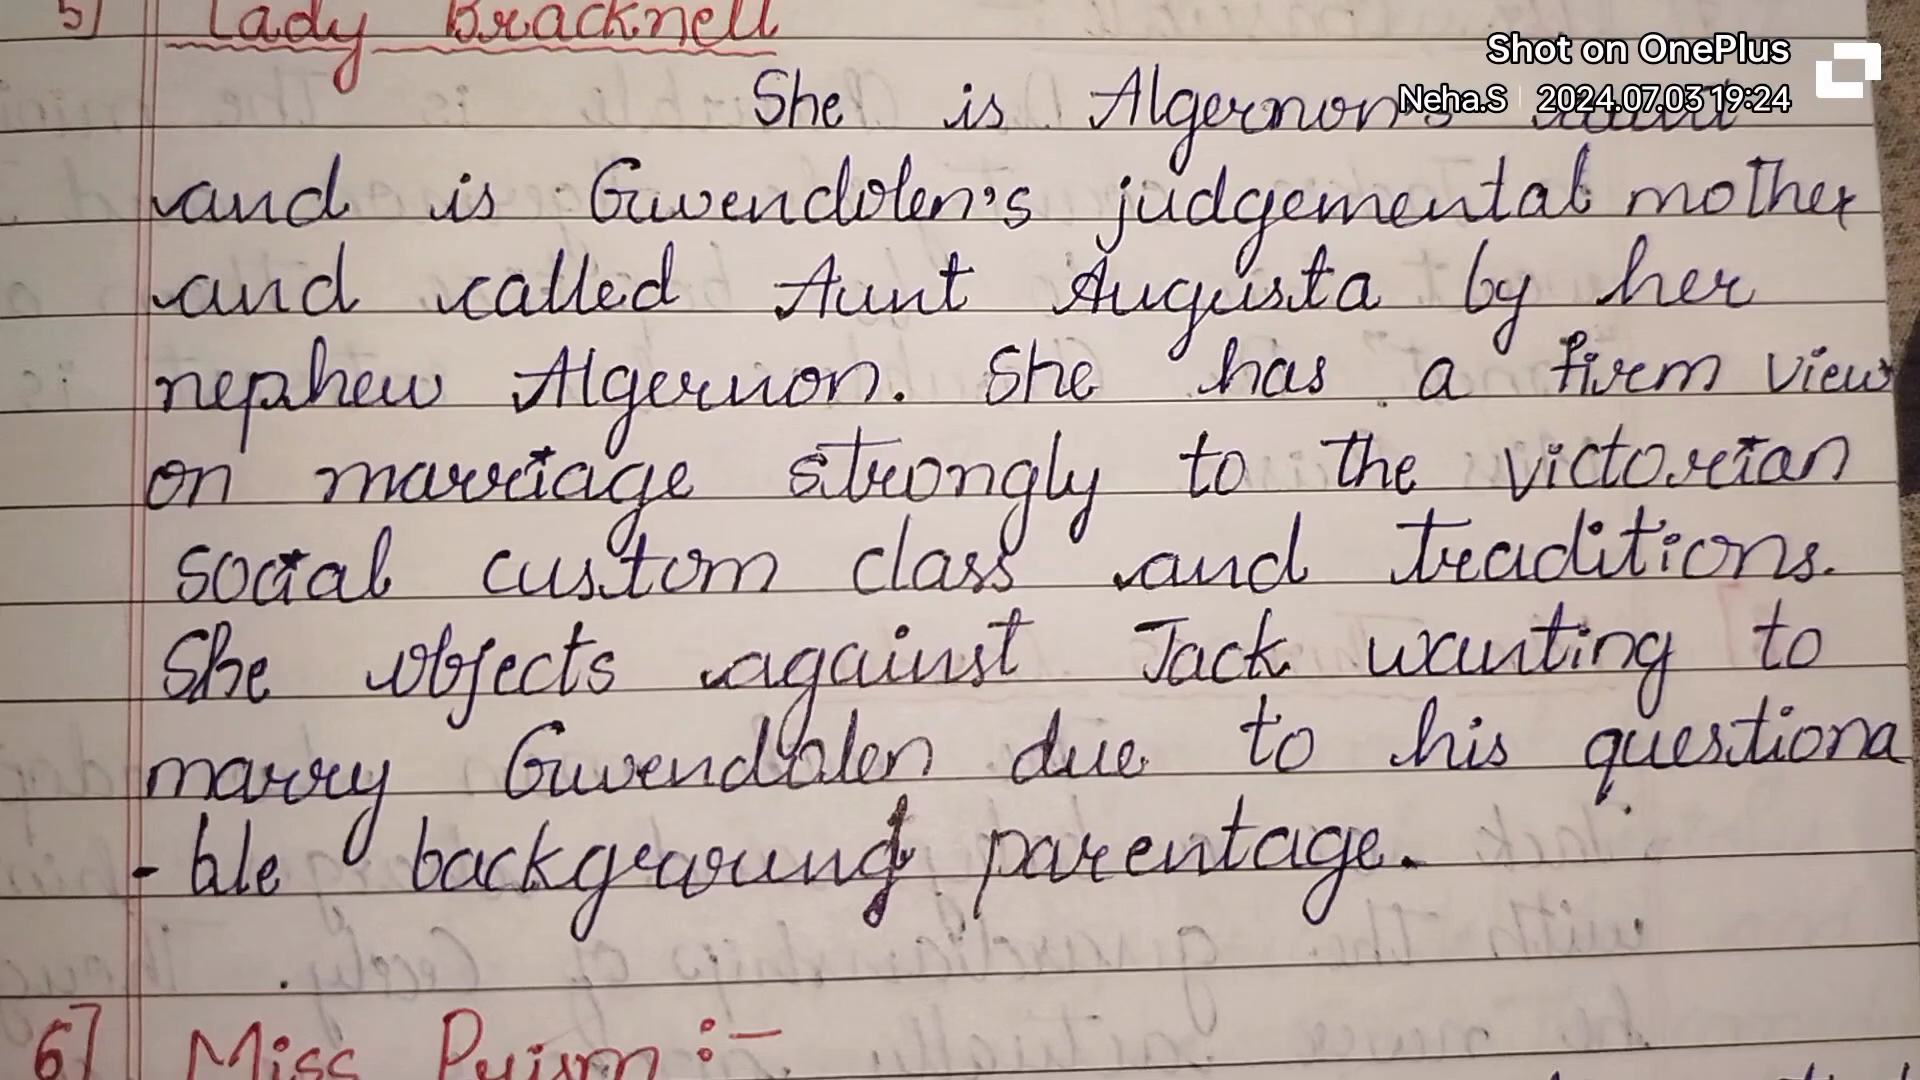 5] Lady Bracknell
Shot on OnePlus
Neha.S | 2024.07.03 19:24
She is Algernon's
and is Gwendolen's judgemental mother
and called Aunt Augusta by her
nephew Algernon. She has a firm view
on marriage strongly to the victorian
social custom class and traditions.
She objects against Jack wanting to
marry Gwendolen due to his questiona
- ble background parentage.
6] Miss Prism :-